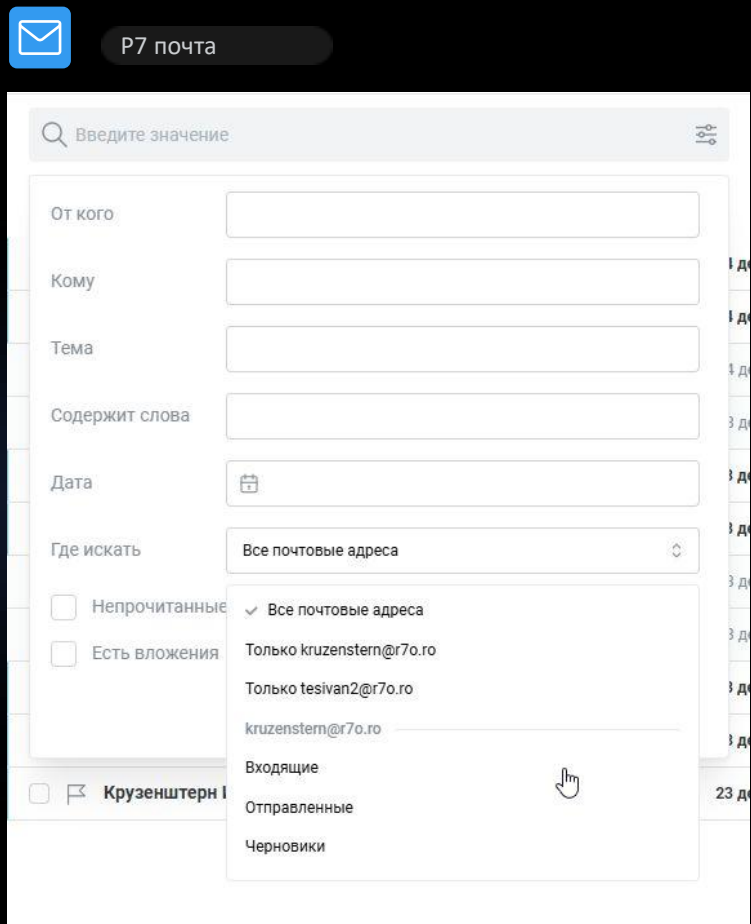 Р7 почта
Введите значение
От кого
Кому
Тема
Содержит слова
Дата
Где искать
Все почтовые адреса
Непрочитанные
Все почтовые адреса
Только kruzenstern@r7o.ro
Есть вложения
Только tesivan2@r7o.ro
kruzenstern@r7o.ro
Входящие
Крузенштерн
23 де
Отправленные
Черновики